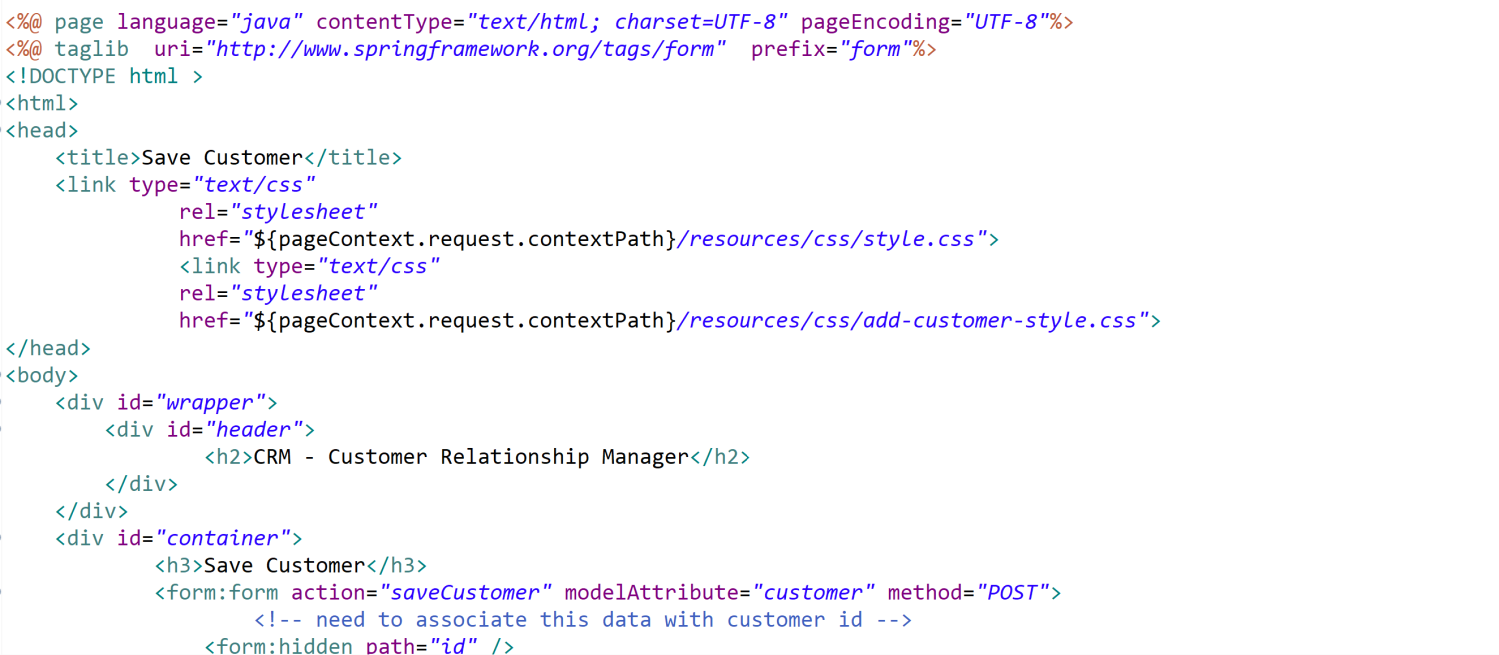 <%@ page language="java" contentType="text/html; charset=UTF-8" pageEncoding="UTF-8"%>
<%@ taglib  uri="http://www.springframework.org/tags/form"  prefix="form"%>
<!DOCTYPE html >
<html>
<head>
    <title>Save Customer</title>
    <link type="text/css"
              rel="stylesheet"
              href="${pageContext.request.contextPath}/resources/css/style.css">
              <link type="text/css"
              rel="stylesheet"
              href="${pageContext.request.contextPath}/resources/css/add-customer-style.css">
</head>
<body>
    <div id="wrapper">
        <div id="header">
                <h2>CRM - Customer Relationship Manager</h2>
        </div>
    </div>
    <div id="container">
            <h3>Save Customer</h3>
            <form:form action="saveCustomer" modelAttribute="customer" method="POST">
                    <!-- need to associate this data with customer id -->
                <form:hidden path="id" />